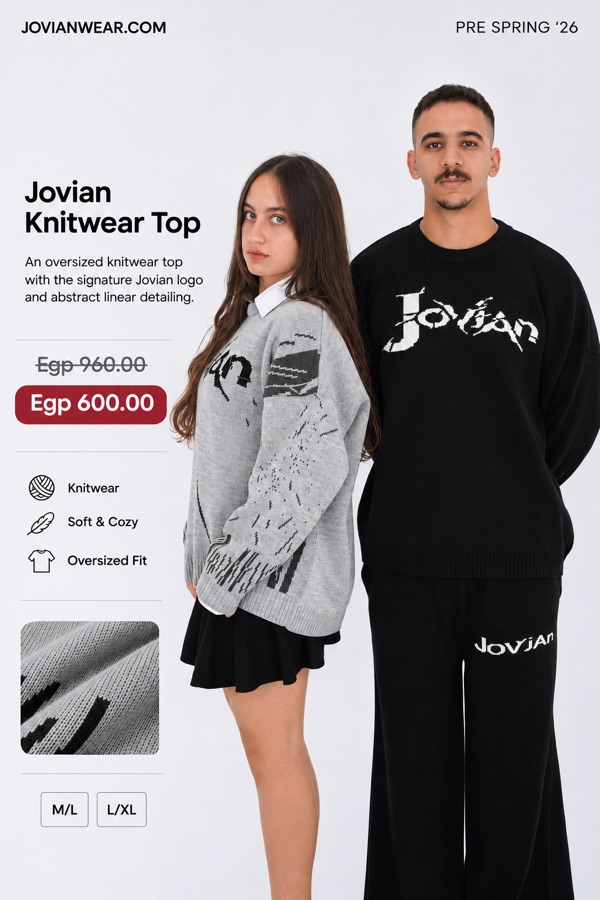 JOVIANWEAR.COM
PRE SPRING ‘26
Jovian
Knitwear Top
An oversized knitwear top
with the signature Jovian logo
and abstract linear detailing.
Egp 960.00
Egp 600.00
Knitwear
Soft & Cozy
Oversized Fit
M/L
L/XL
Jovian
Jovian